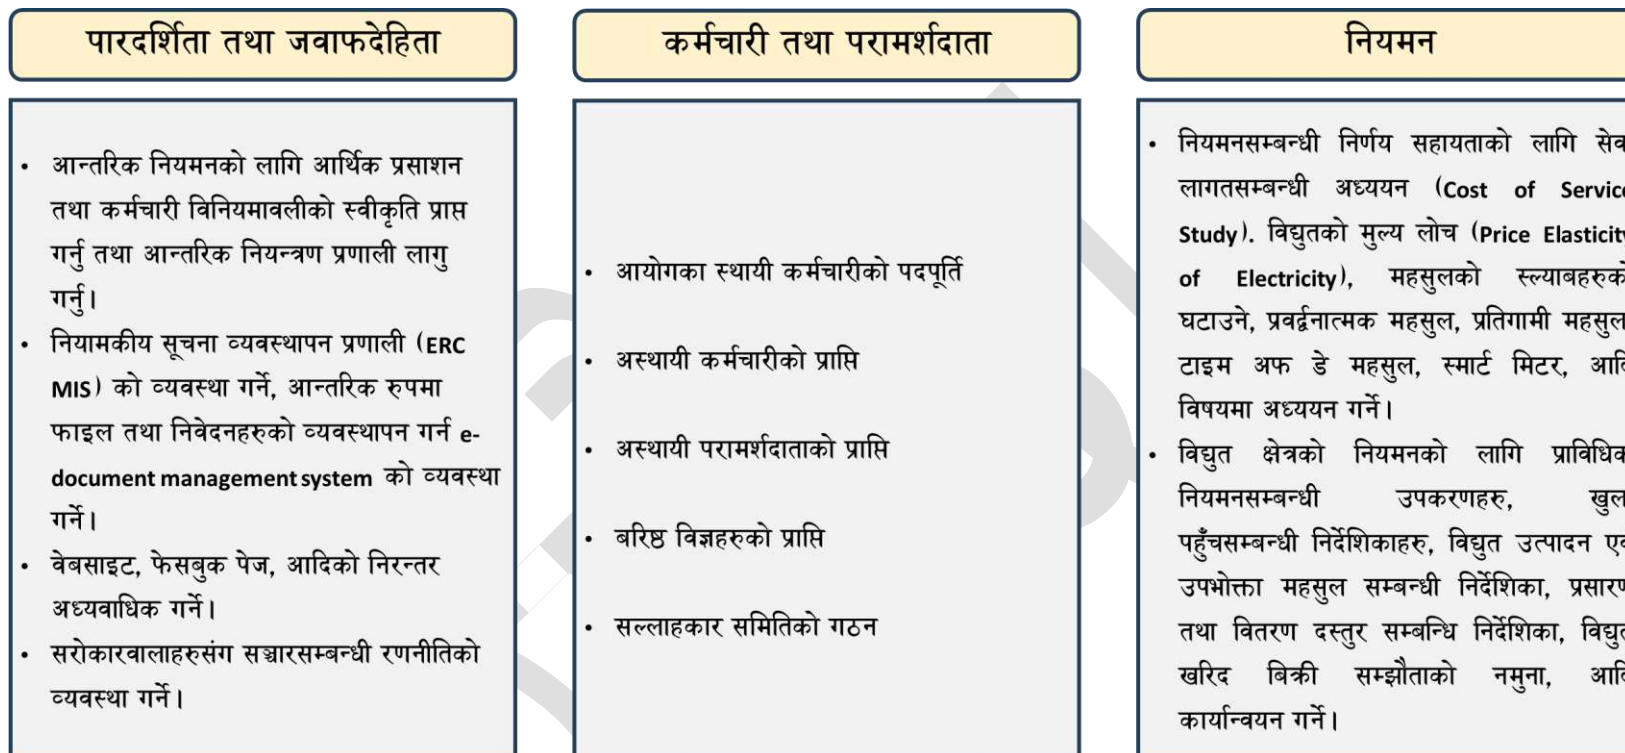 पारदर्शिता तथा जवाफदेहिता
आन्तरिक नियमनको लागि आर्थिक प्रसाशन
तथा कर्मचारी विनियमावलीको स्वीकृति प्राप्त
गर्नु तथा आन्तरिक नियन्त्रण प्रणाली लागु
गर्नु।
नियामकीय सूचना व्यवस्थापन प्रणाली (ERC
MIS) को व्यवस्था गर्ने, आन्तरिक रुपमा
फाइल तथा निवेदनहरुको व्यवस्थापन गर्न e-
document management system को व्यवस्था
गर्ने।
वेबसाइट, फेसबुक पेज, आदिको निरन्तर
अध्यवाधिक गर्ने।
सरोकारवालाहरुसंग सञ्चारसम्बन्धी रणनीतिको
व्यवस्था गर्ने।
कर्मचारी तथा परामर्शदाता
आयोगका स्थायी कर्मचारीको पदपूर्ति
अस्थायी कर्मचारीको प्राप्ति
अस्थायी परामर्शदाताको प्राप्ति
बरिष्ठ विज्ञहरुको प्राप्ति
सल्लाहकार समितिको गठन
नियमन
नियमनसम्बन्धी निर्णय सहायताको लागि
लागतसम्बन्धी अध्ययन (Cost of Service
Study). विद्युतको मुल्य लोच (Price Elasticity
of Electricity), महसुलको स्ल्याबहरुको
घटाउने, प्रवर्द्वनात्मक महसुल, प्रतिगामी महसुल
टाइम अफ डे महसुल, स्मार्ट मिटर,
विषयमा अध्ययन गर्ने।
विद्युत क्षेत्रको नियमनको लागि प्राविधिक
नियमनसम्बन्धी उपकरणहरु,
पहुँचसम्बन्धी निर्देशिकाहरु, विद्युत उत्पादन
उपभोक्ता महसुल सम्बन्धी निर्देशिका, प्रसारण
तथा वितरण दस्तुर सम्बन्धि निर्देशिका,
खरिद बिक्री सम्झौताको नमुना,
कार्यान्वयन गर्ने।